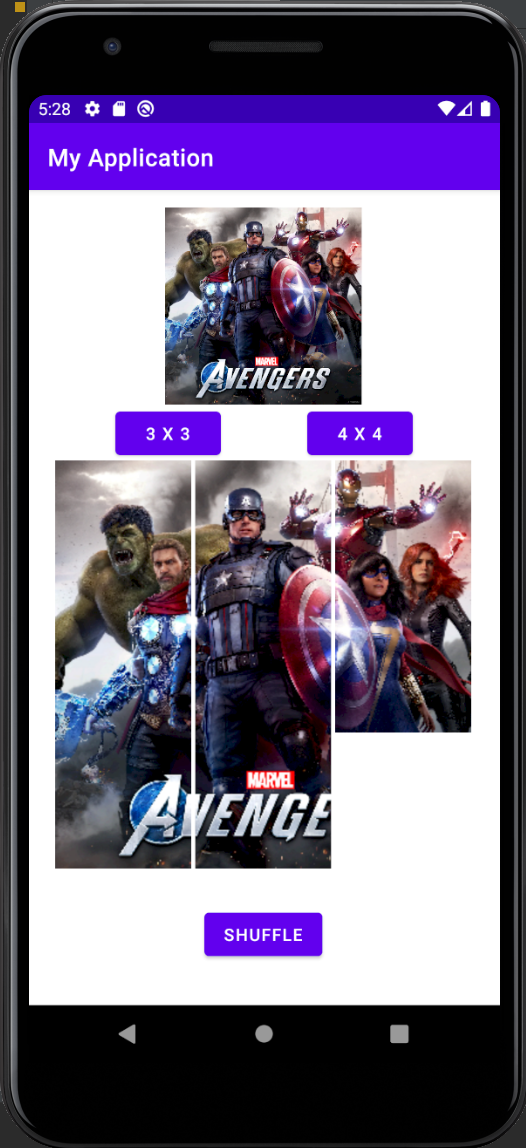 5:28
My Application
MARVEL
AVENGERS
3 X 3
4 X 4
MARVEL
AVENGE
SHUFFLE